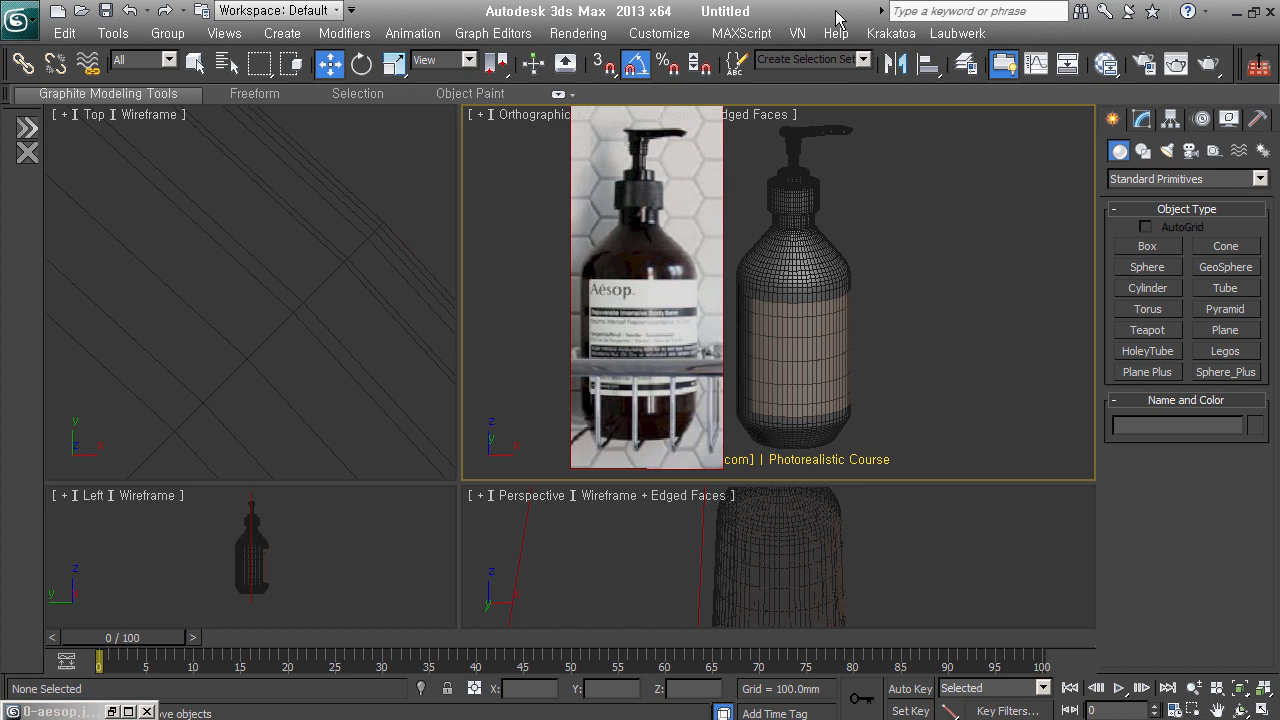 Workspace: Default
Autodesk 3ds Max 2013 x64 Untitled
Type a keyword or phrase
Edit Tools Group Views Create Modifiers Animation Graph Editors Rendering Customize MAXScript VN Help Krakatoa Laubwerk
All View 3 Create Selection Set
Graphite Modeling Tools Freeform Selection Object Paint
[ + ] Top ] Wireframe ]
[ + ] Orthographic Edged Faces ]
Aēsop.
com] | Photorealistic Course
[ + ] Left ] Wireframe ]
[ + ] Perspective ] Wireframe + Edged Faces ]
Standard Primitives
- Object Type
AutoGrid
Box Cone
Sphere GeoSphere
Cylinder Tube
Torus Pyramid
Teapot Plane
HoleyTube Legos
Plane Plus Sphere_Plus
- Name and Color
< 0 / 100 >
0 5 10 15 20 25 30 35 40 45 50 55 60 65 70 75 80 85 90 95 100
None Selected X: Y: Z: Grid = 100.0mm Auto Key Selected
0-aesop.j... ove objects Add Time Tag Set Key Key Filters... 0